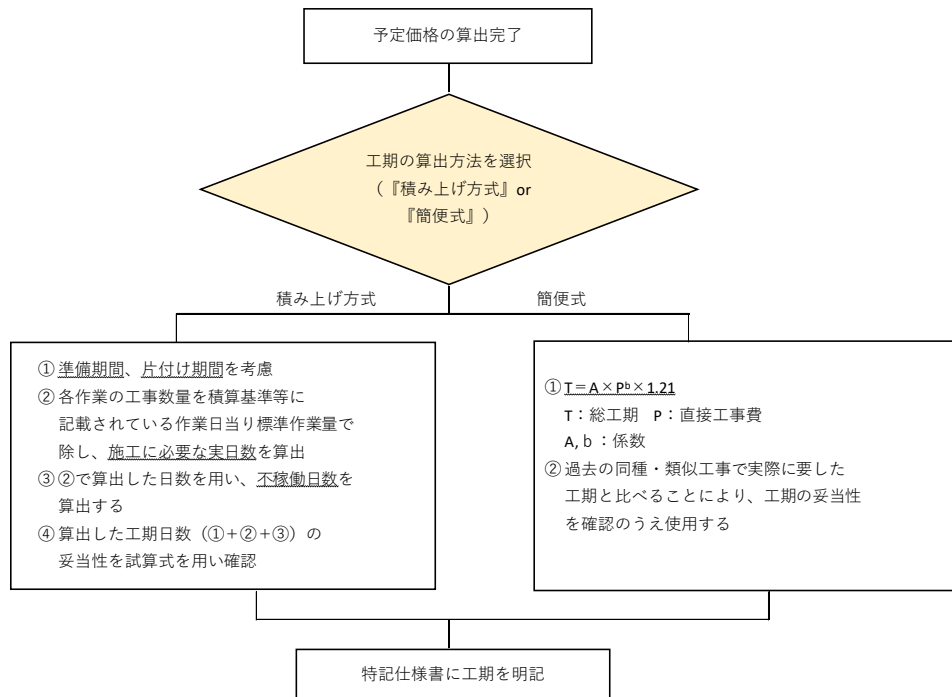 予定価格の算出完了
工期の算出方法を選択
（『積み上げ方式』or
『簡便式』）
積み上げ方式
簡便式
① 準備期間、片付け期間を考慮
② 各作業の工事数量を積算基準等に
記載されている作業日当り標準作業量で
除し、施工に必要な実日数を算出
③ ②で算出した日数を用い、不稼働日数を
算出する
④ 算出した工期日数（①＋②＋③）の
妥当性を試算式を用い確認
① T＝A×Pᵇ×1.21
T：総工期 P：直接工事費
A,ｂ：係数
② 過去の同種・類似工事で実際に要した
工期と比べることにより、工期の妥当性
を確認のうえ使用する
特記仕様書に工期を明記